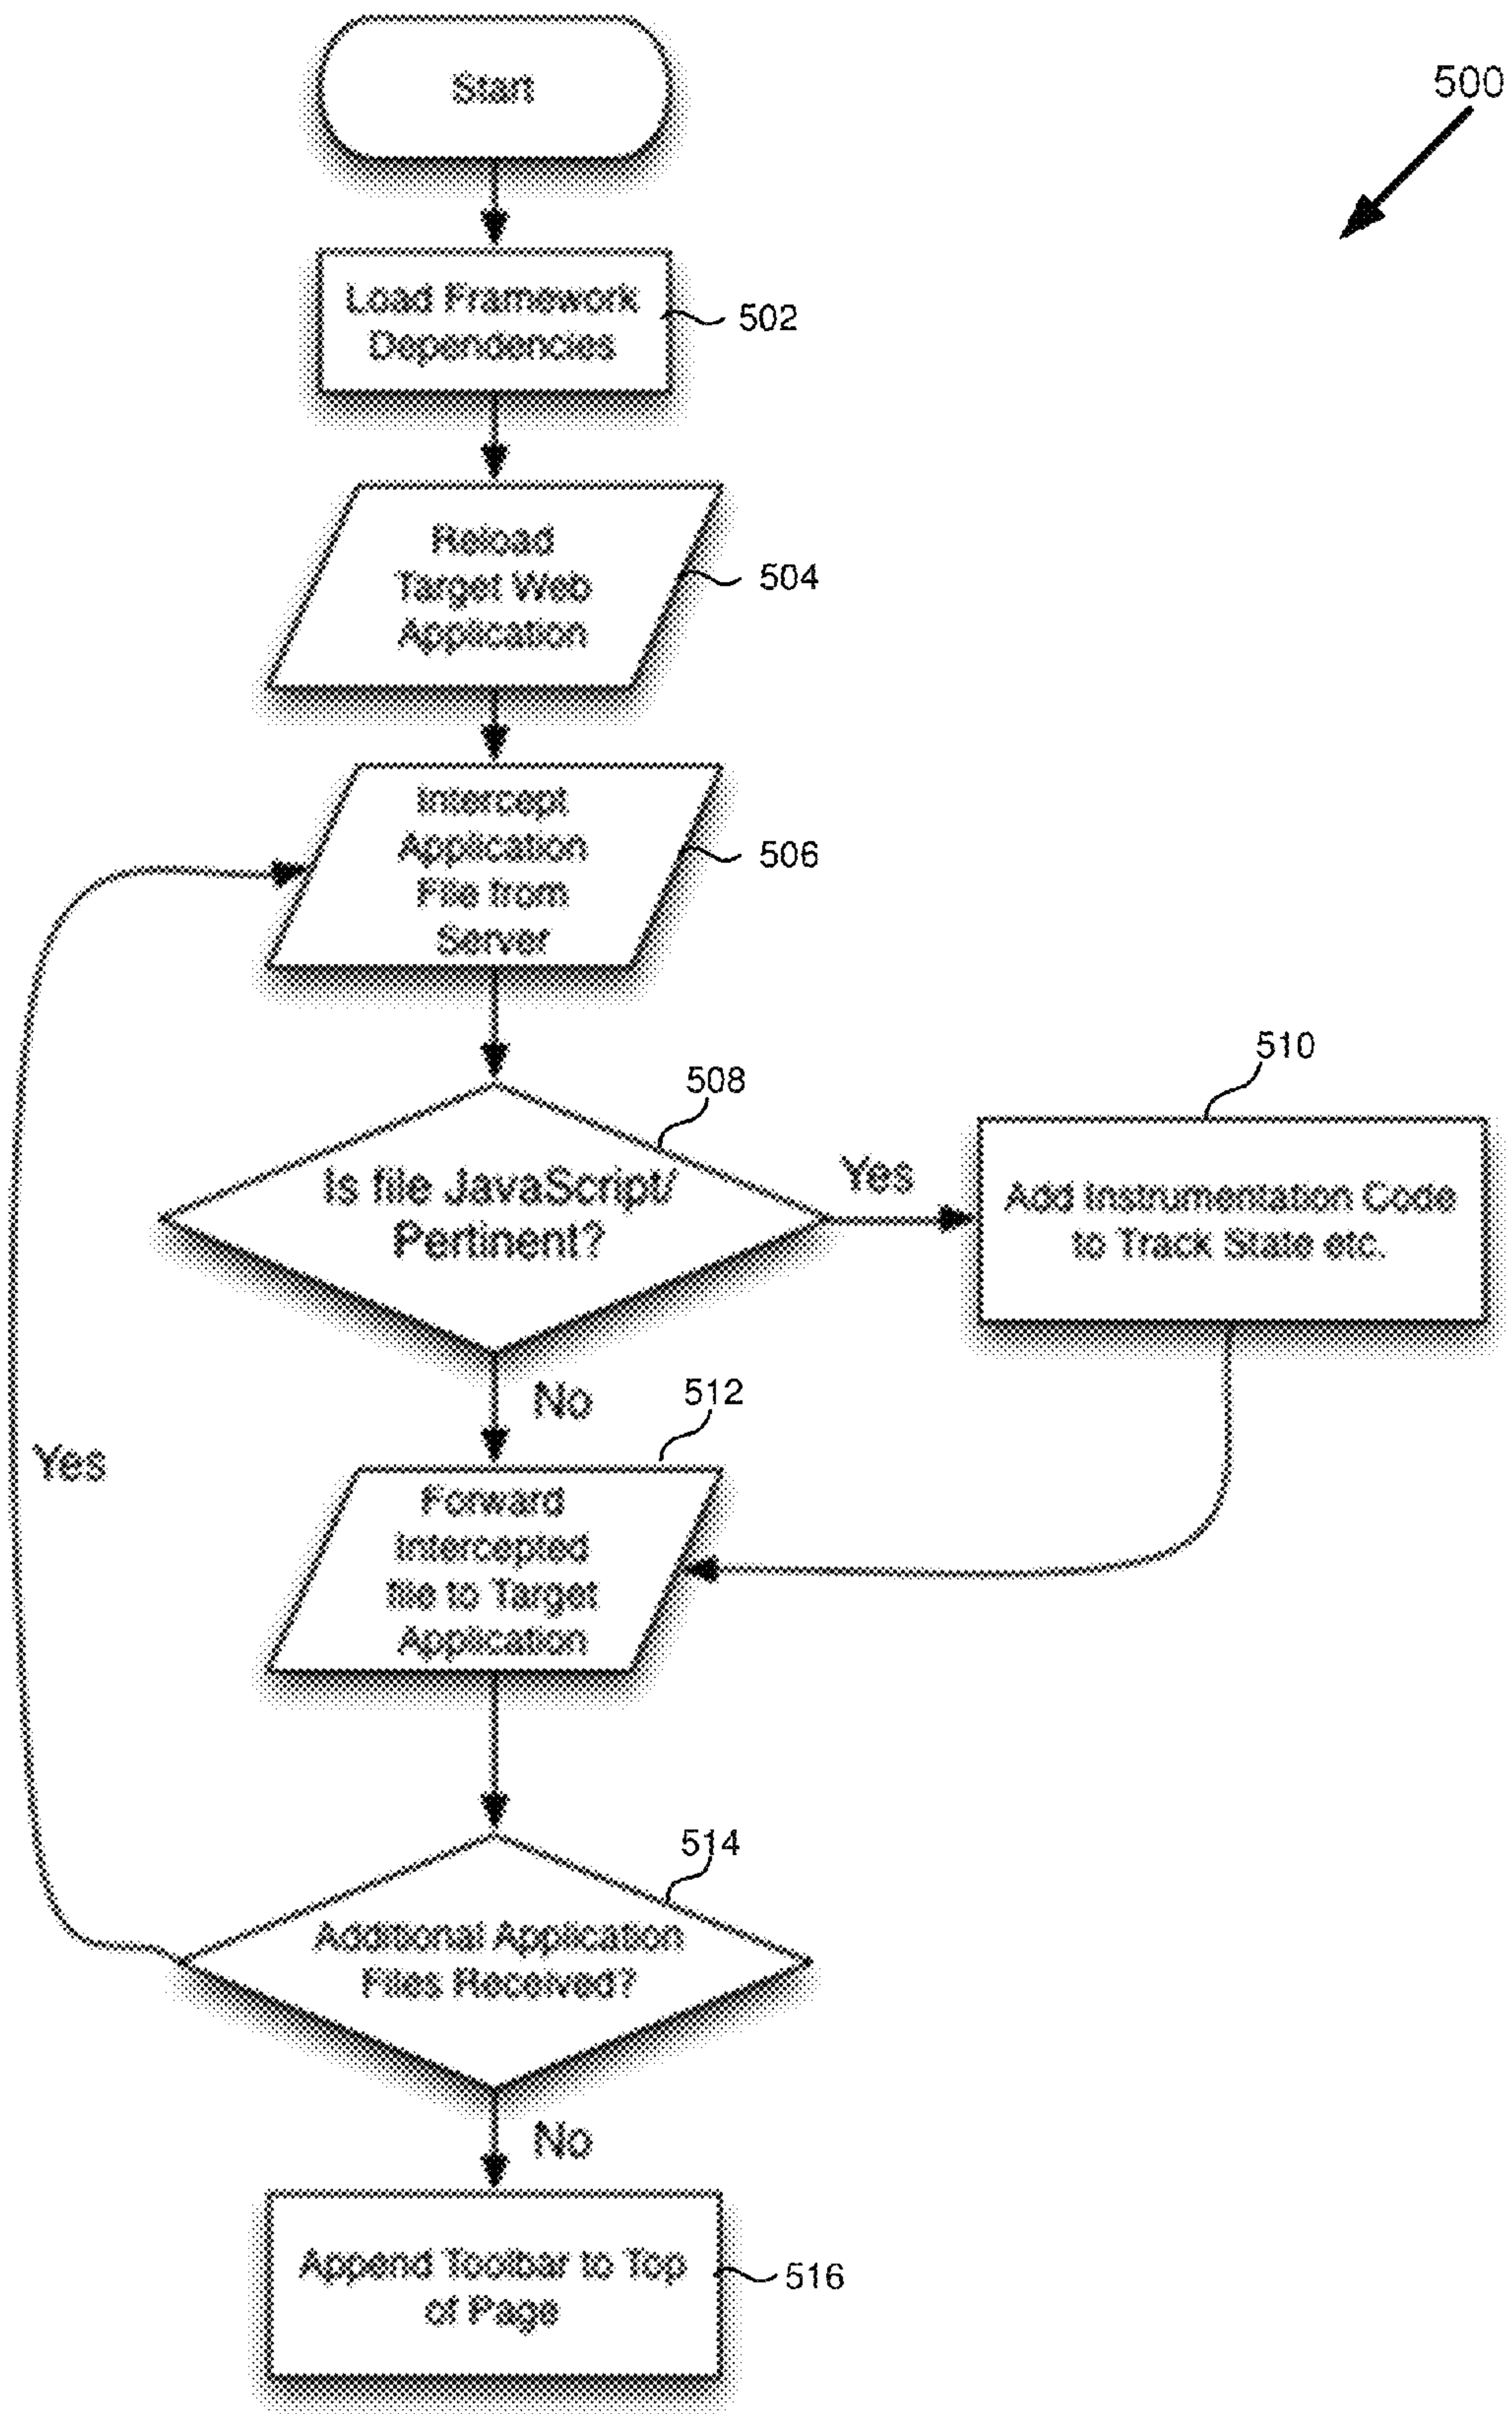 Start
500
Load Framework
Dependencies
502
Reload
Target Web
Application
504
Intercept
Application
File from
Server
506
508
Is file JavaScript/
Pertinent?
Yes
510
Add Instrumentation Code
to Track State etc.
No
512
Yes
Forward
Intercepted
file to Target
Application
514
Additional Application
Files Received?
No
Append Toolbar to Top
of Page
516